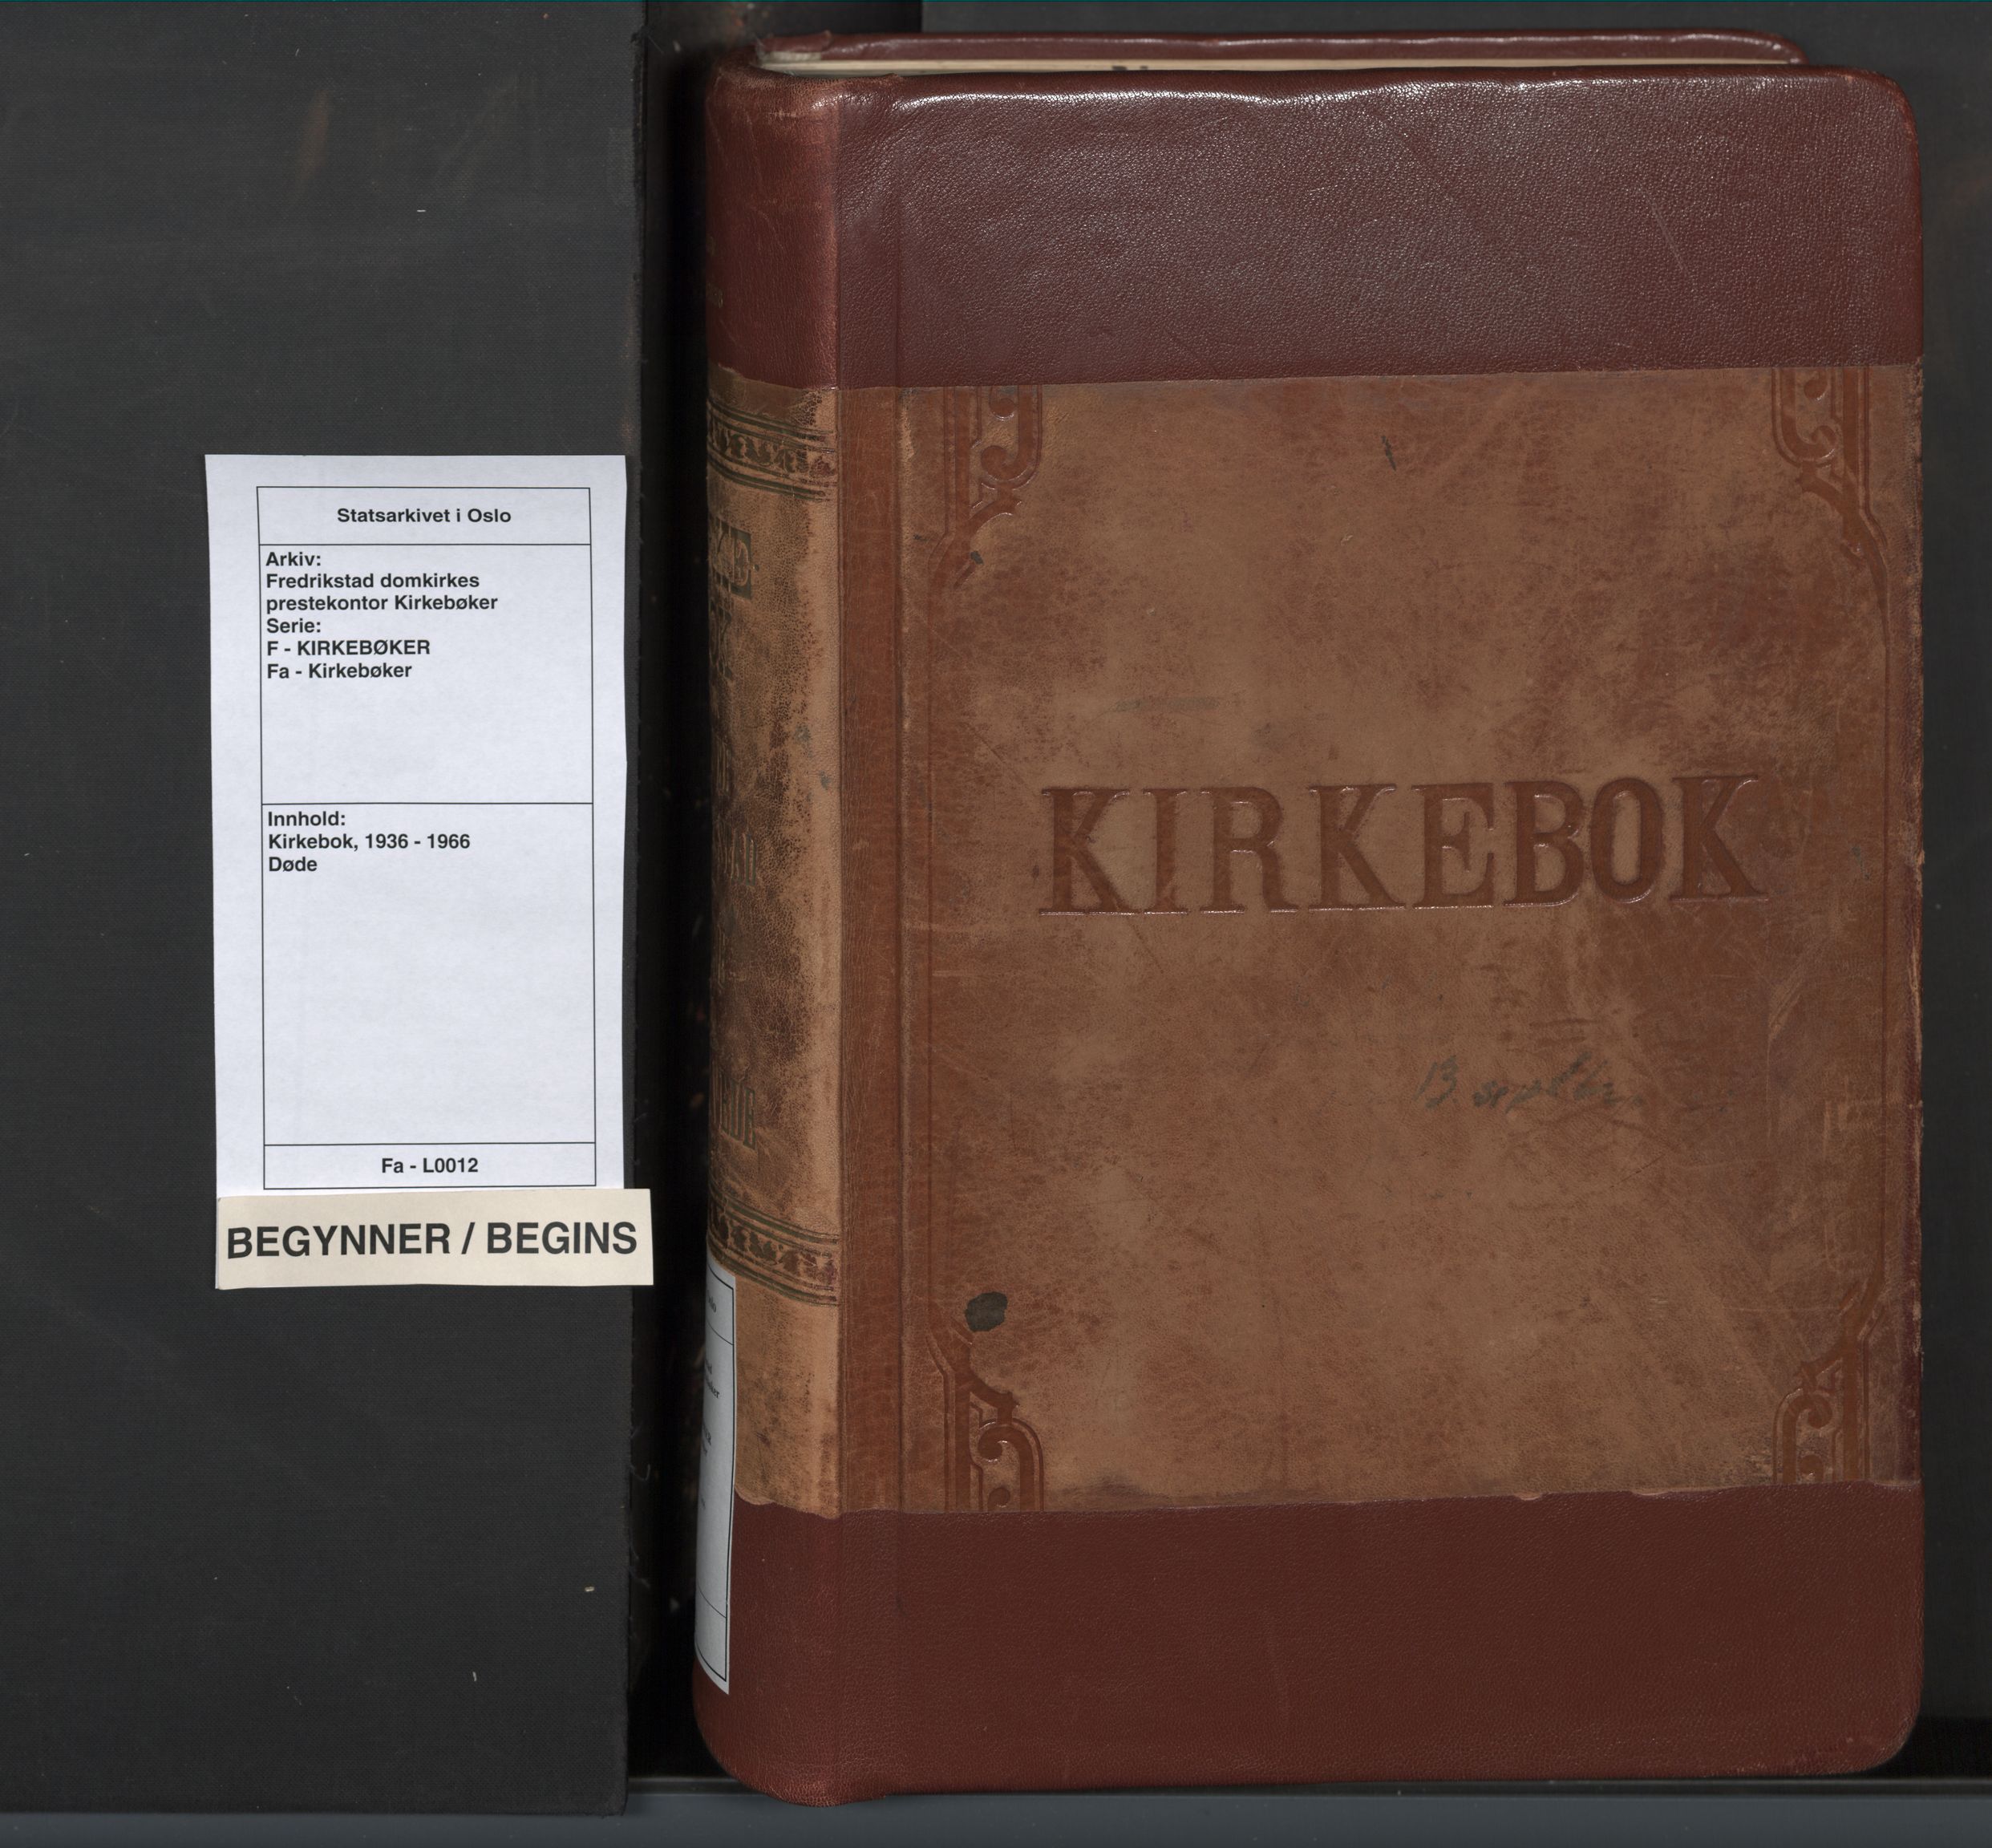 Statsarkivet i Oslo
Arkiv:
Fredrikstad domkirkes
prestekontor Kirkebøker
Serie:
F - KIRKEBØKER
Fa - Kirkebøker
Innhold:
Kirkebok, 1936 - 1966
Døde
Fa - L0012
BEGYNNER / BEGINS
KIRKEBOK